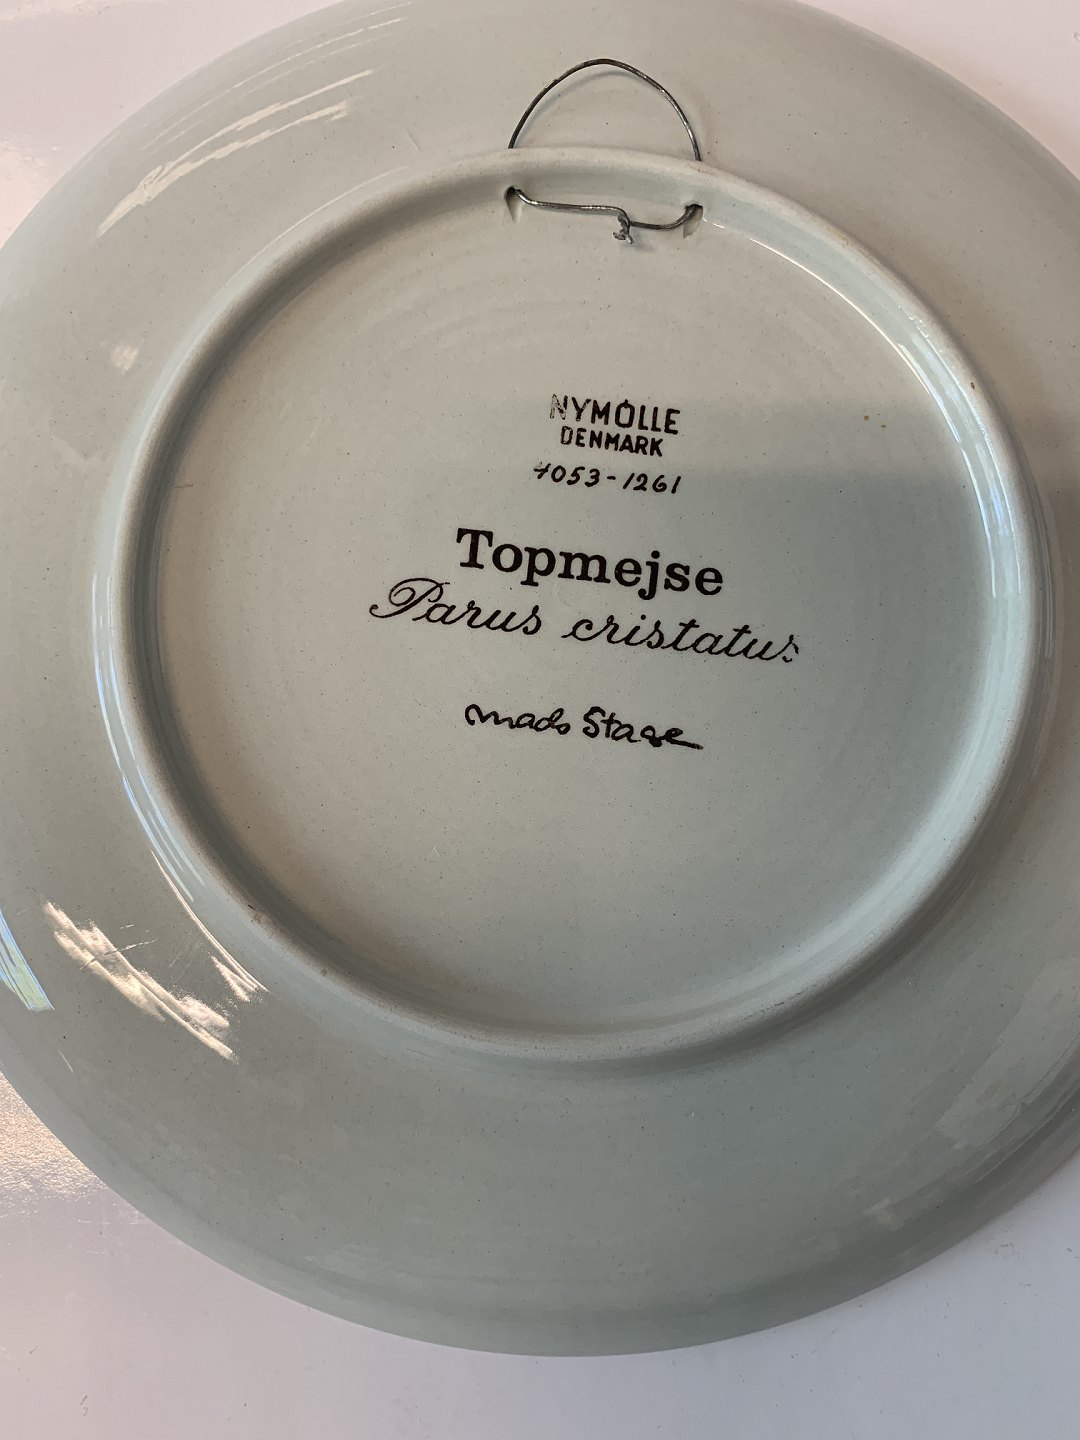 NYMÖLLE
DENMARK
4053-1261
Topmejse
Parus cristatus
Mads Stage